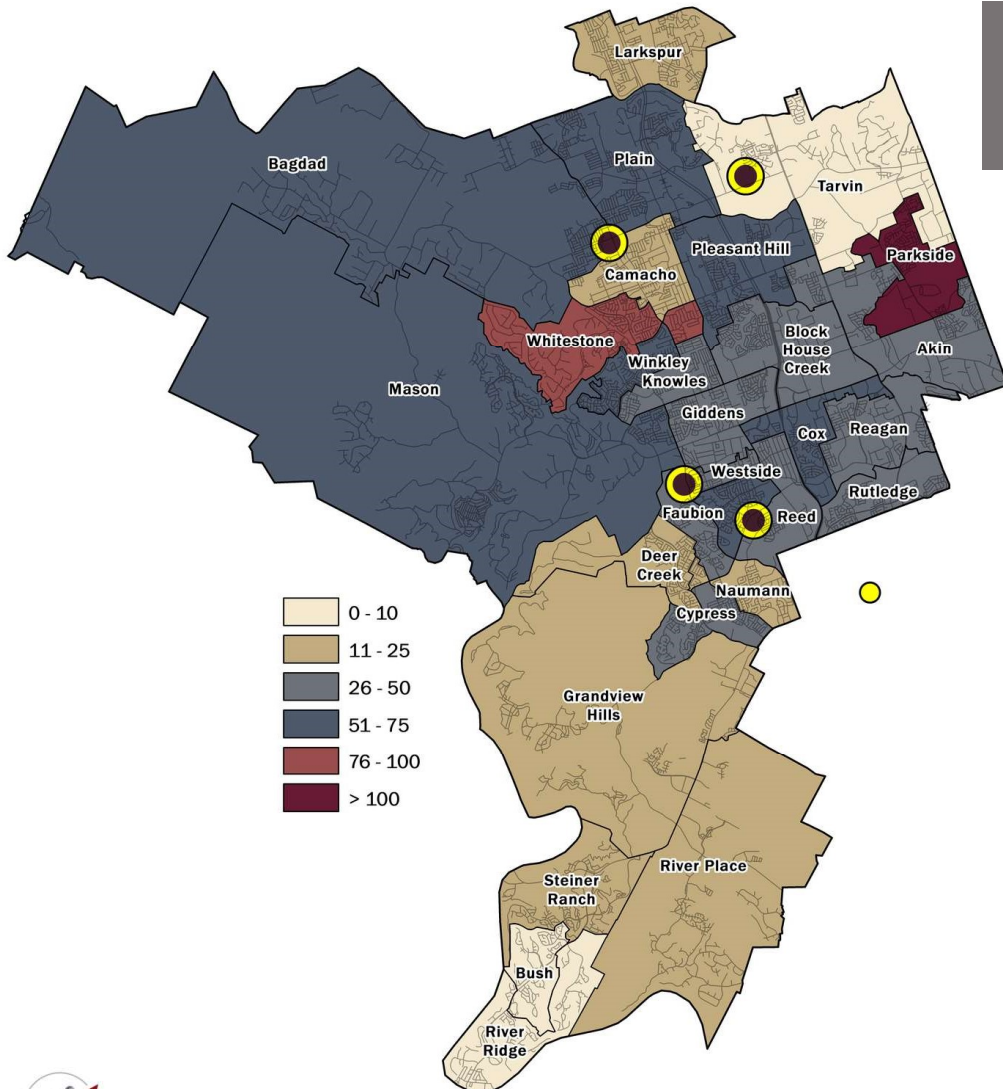 Larkspur
Plain
Bagdad
Tarvin
Pleasant Hill
Parkside
Camacho
Block
House
Creek
Whitestone
Akin
Winkley
Knowles
Mason
Giddens
Cox
Reagan
Westside
Rutledge
Faubion
Reed
Deer
Creek
Naumann
Cypress
0 - 10
11 - 25
26 - 50
51 - 75
76 - 100
> 100
Grandview
Hills
River Place
Steiner
Ranch
Bush
River
Ridge